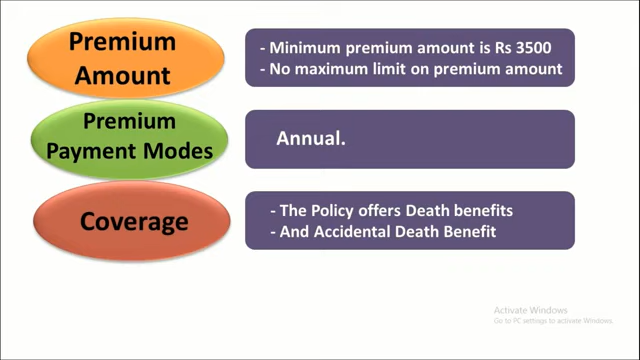 Premium
Amount
- Minimum premium amount is Rs 3500
- No maximum limit on premium amount
Premium
Payment Modes
Annual.
Coverage
- The Policy offers Death benefits
- And Accidental Death Benefit
Activate Windows
Go to PC settings to activate Windows.